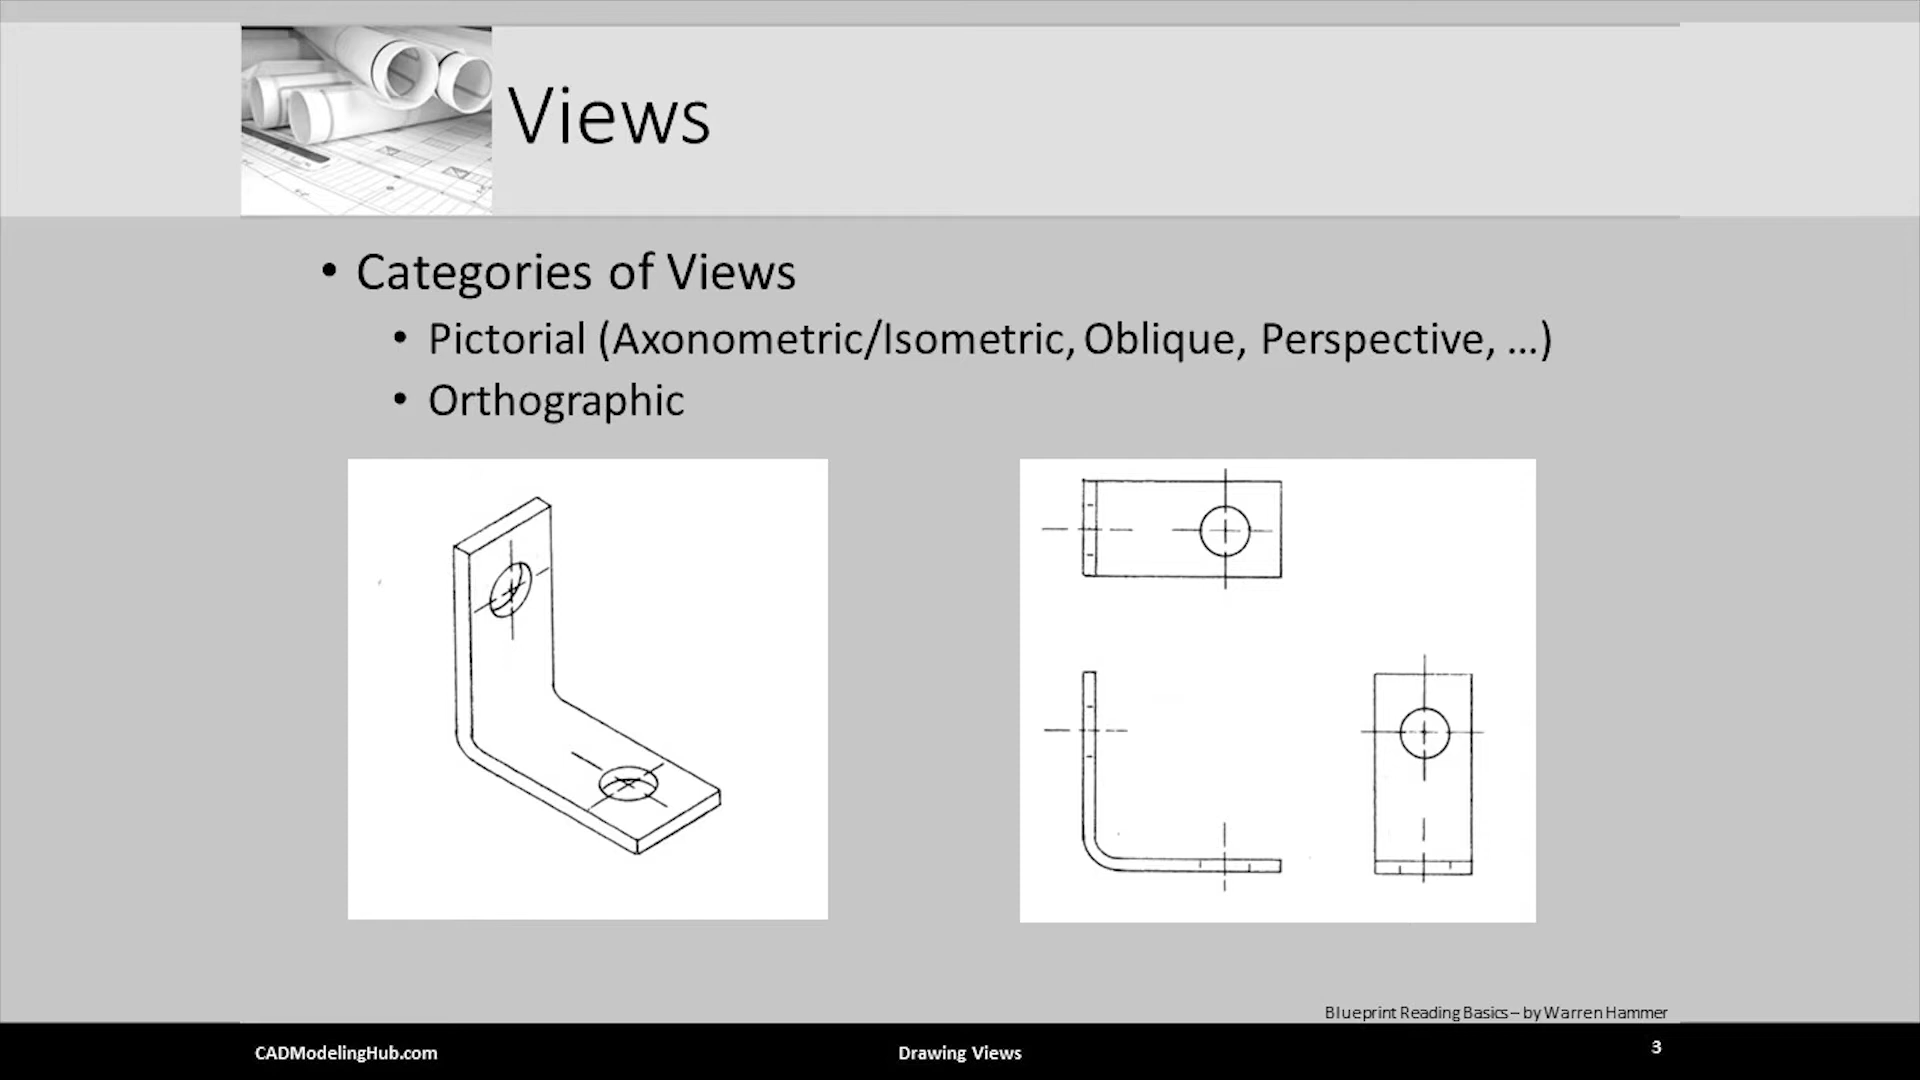 Views
• Categories of Views
• Pictorial (Axonometric/Isometric, Oblique, Perspective, ...)
• Orthographic
Blueprint Reading Basics – by Warren Hammer
CADModelingHub.com
Drawing Views
3